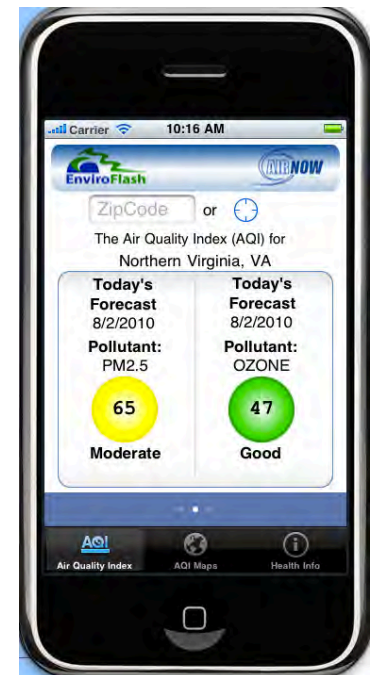 Carrier 10:16 AM
EnviroFlash AIRNOW
ZipCode or
The Air Quality Index (AQI) for
Northern Virginia, VA
Today's
Forecast
8/2/2010
Pollutant:
PM2.5
65
Moderate
Today's
Forecast
8/2/2010
Pollutant:
OZONE
47
Good
AQI
Air Quality Index
AQI Maps
i
Health Info